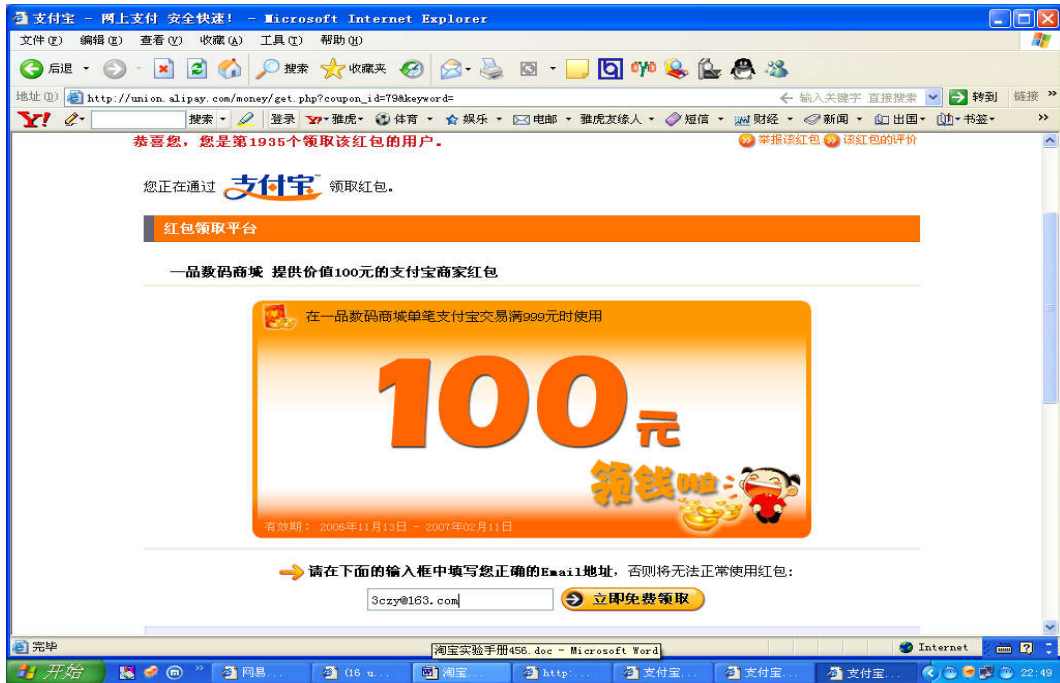 支付宝 - 网上支付 安全快速! - Microsoft Internet Explorer
文件(F) 编辑(E) 查看(V) 收藏(A) 工具(T) 帮助(H)
后退 搜索 收藏夹
地址(D) http://union.alipay.com/money/get.php?coupon_id=79&keyword= 输入关键字 直接搜索 转到 链接 »
Y! 搜索 登录 雅虎 体育 娱乐 电邮 雅虎友缘人 短信 财经 新闻 出国 书签 »
恭喜您，您是第1935个领取该红包的用户。 举报该红包 该红包的评价
您正在通过 支付宝 领取红包。
红包领取平台
一品数码商城 提供价值100元的支付宝商家红包
在一品数码商城单笔支付宝交易满999元时使用
100元
领钱啦
有效期： 2006年11月13日 - 2007年02月11日
请在下面的输入框中填写您正确的Email地址，否则将无法正常使用红包:
3czy@163.com 立即免费领取
完毕 淘宝实验手册456.doc - Microsoft Word Internet
开始 » 网易... (16 u... 淘宝... http:... 支付宝... 支付宝... 支付宝... 22:49